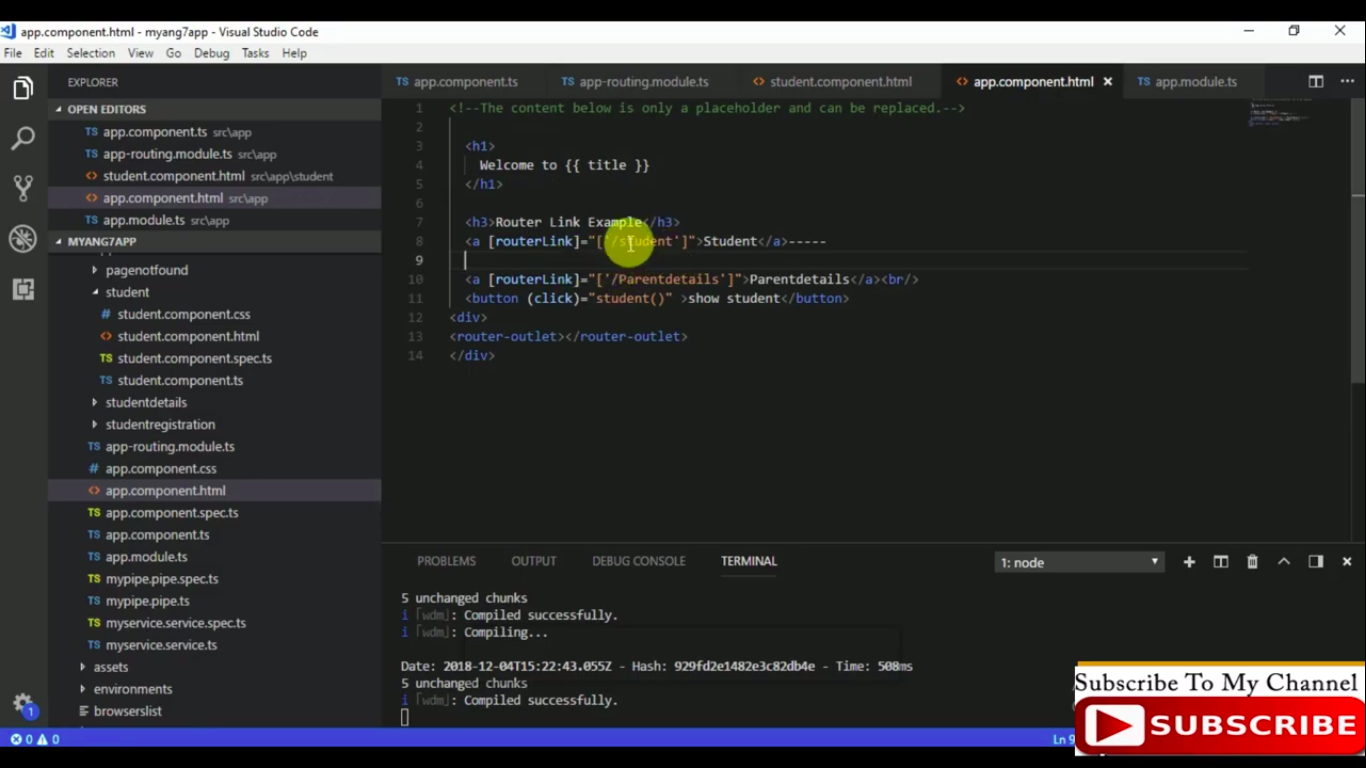 app.component.html - myang7app - Visual Studio Code
File Edit Selection View Go Debug Tasks Help
EXPLORER
OPEN EDITORS
TS app.component.ts src\app
TS app-routing.module.ts src\app
<> student.component.html src\app\student
<> app.component.html src\app
TS app.module.ts src\app
MYANG7APP
pagenotfound
student
# student.component.css
<> student.component.html
TS student.component.spec.ts
TS student.component.ts
studentdetails
studentregistration
TS app-routing.module.ts
# app.component.css
<> app.component.html
TS app.component.spec.ts
TS app.component.ts
TS app.module.ts
TS mypipe.pipe.spec.ts
TS mypipe.pipe.ts
TS myservice.service.spec.ts
TS myservice.service.ts
assets
environments
browserslist
TS app.component.ts TS app-routing.module.ts <> student.component.html <> app.component.html × TS app.module.ts
1 <!--The content below is only a placeholder and can be replaced.-->
2
3 <h1>
4 Welcome to {{ title }}
5 </h1>
6
7 <h3>Router Link Example</h3>
8 <a [routerLink]="['/student']">Student</a>-----
9
10 <a [routerLink]="['/Parentdetails']">Parentdetails</a><br/>
11 <button (click)="student()" >show student</button>
12 <div>
13 <router-outlet></router-outlet>
14 </div>
PROBLEMS OUTPUT DEBUG CONSOLE TERMINAL 1: node
5 unchanged chunks
i ｢wdm｣: Compiled successfully.
i ｢wdm｣: Compiling...
Date: 2018-12-04T15:22:43.055Z - Hash: 929fd2e1482e3c82db4e - Time: 508ms
5 unchanged chunks
i ｢wdm｣: Compiled successfully.
1
0 0
Subscribe To My Channel
SUBSCRIBE